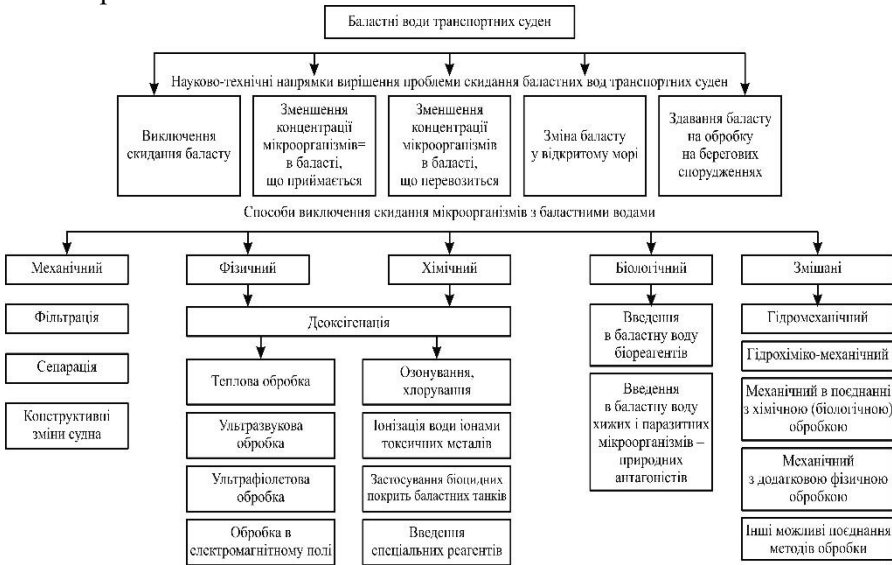 Баластні води транспортних суден
Науково-технічні напрямки вирішення проблеми скидання баластних вод транспортних суден
Виключення
скидання баласту
Зменшення
концентрації
мікроорганізмів=
в баласті,
що приймається
Зменшення
концентрації
мікроорганізмів
в баласті,
що перевозиться
Зміна баласту
у відкритого морі
Здавання баласту
на обробку
на берегових
спорудженнях
Способи виключення скидання мікроорганізмів з баластними водами
Механічний
Фільтрація
Сепарація
Конструктивні
зміни судна
Фізичний
Хімічний
Деоксігенація
Теплова обробка
Ультразвукова
обробка
Ультрафіолетова
обробка
Обробка в
електромагнітному полі
Озонування,
хлорування
Іонізація води іонами
токсичних металів
Застосування біоцидних
покрить баластних танків
Введення
спеціальних реагентів
Біологічний
Введення
в баластну воду
біореагентів
Введення
в баластну воду
хижих і паразитних
мікроорганізмів –
природних
антагоністів
Змішані
Гідромеханічний
Гідрохіміко-механічний
Механічний в поєднанні
з хімічною (біологічною)
обробкою
Механічний
з додатковою фізичною
обробкою
Інші можливі поєднання
методів обробки